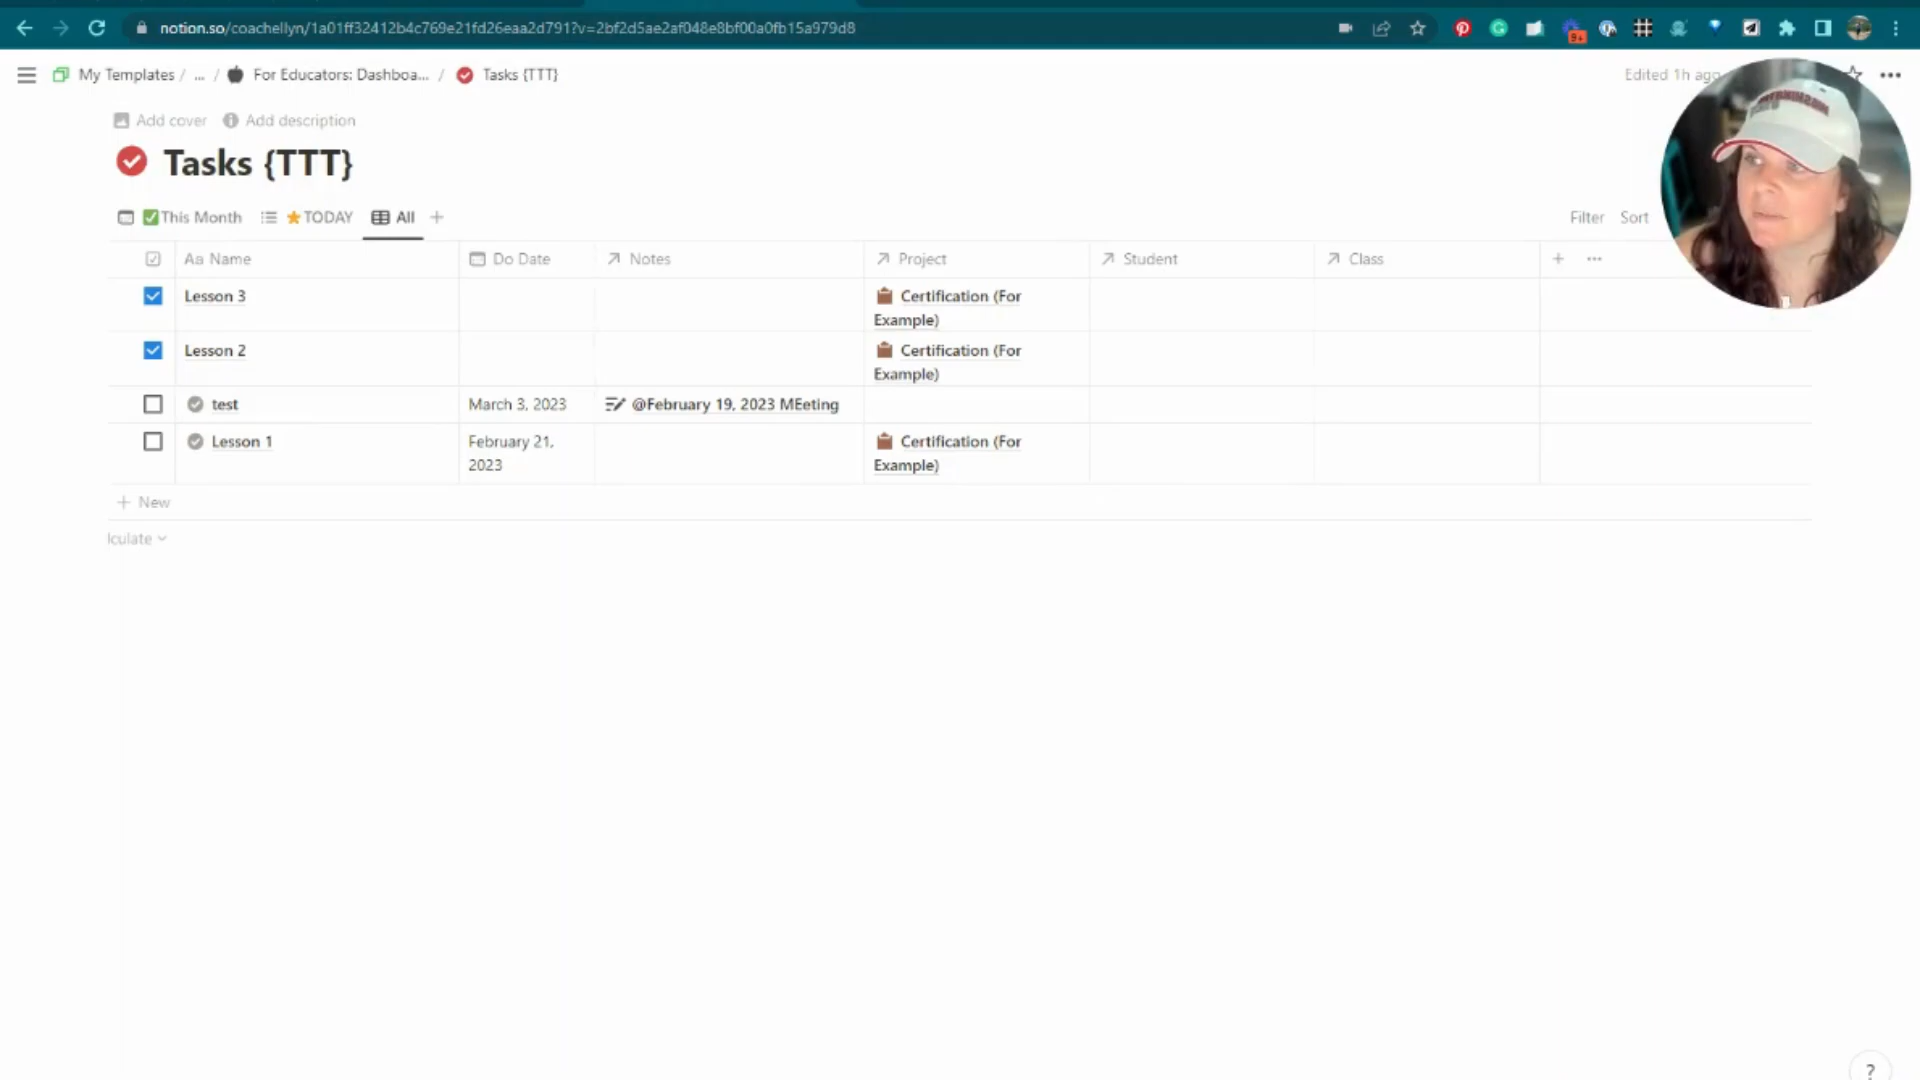 notion.so/coachellyn/1a01ff32412b4c769e21fd26eaa2d791?v=2bf2d5ae2af048e8bf00a0fb15a979d8
9+
My Templates / ... / For Educators: Dashboa... / Tasks {TTT}
Edited 1h ago
Add cover Add description
Tasks {TTT}
This Month TODAY All +
Filter Sort
Aa Name Do Date Notes Project Student Class + ...
Lesson 3 Certification (For
Example)
Lesson 2 Certification (For
Example)
test March 3, 2023 @February 19, 2023 MEeting
Lesson 1 February 21, Certification (For
2023 Example)
+ New
lculate
?